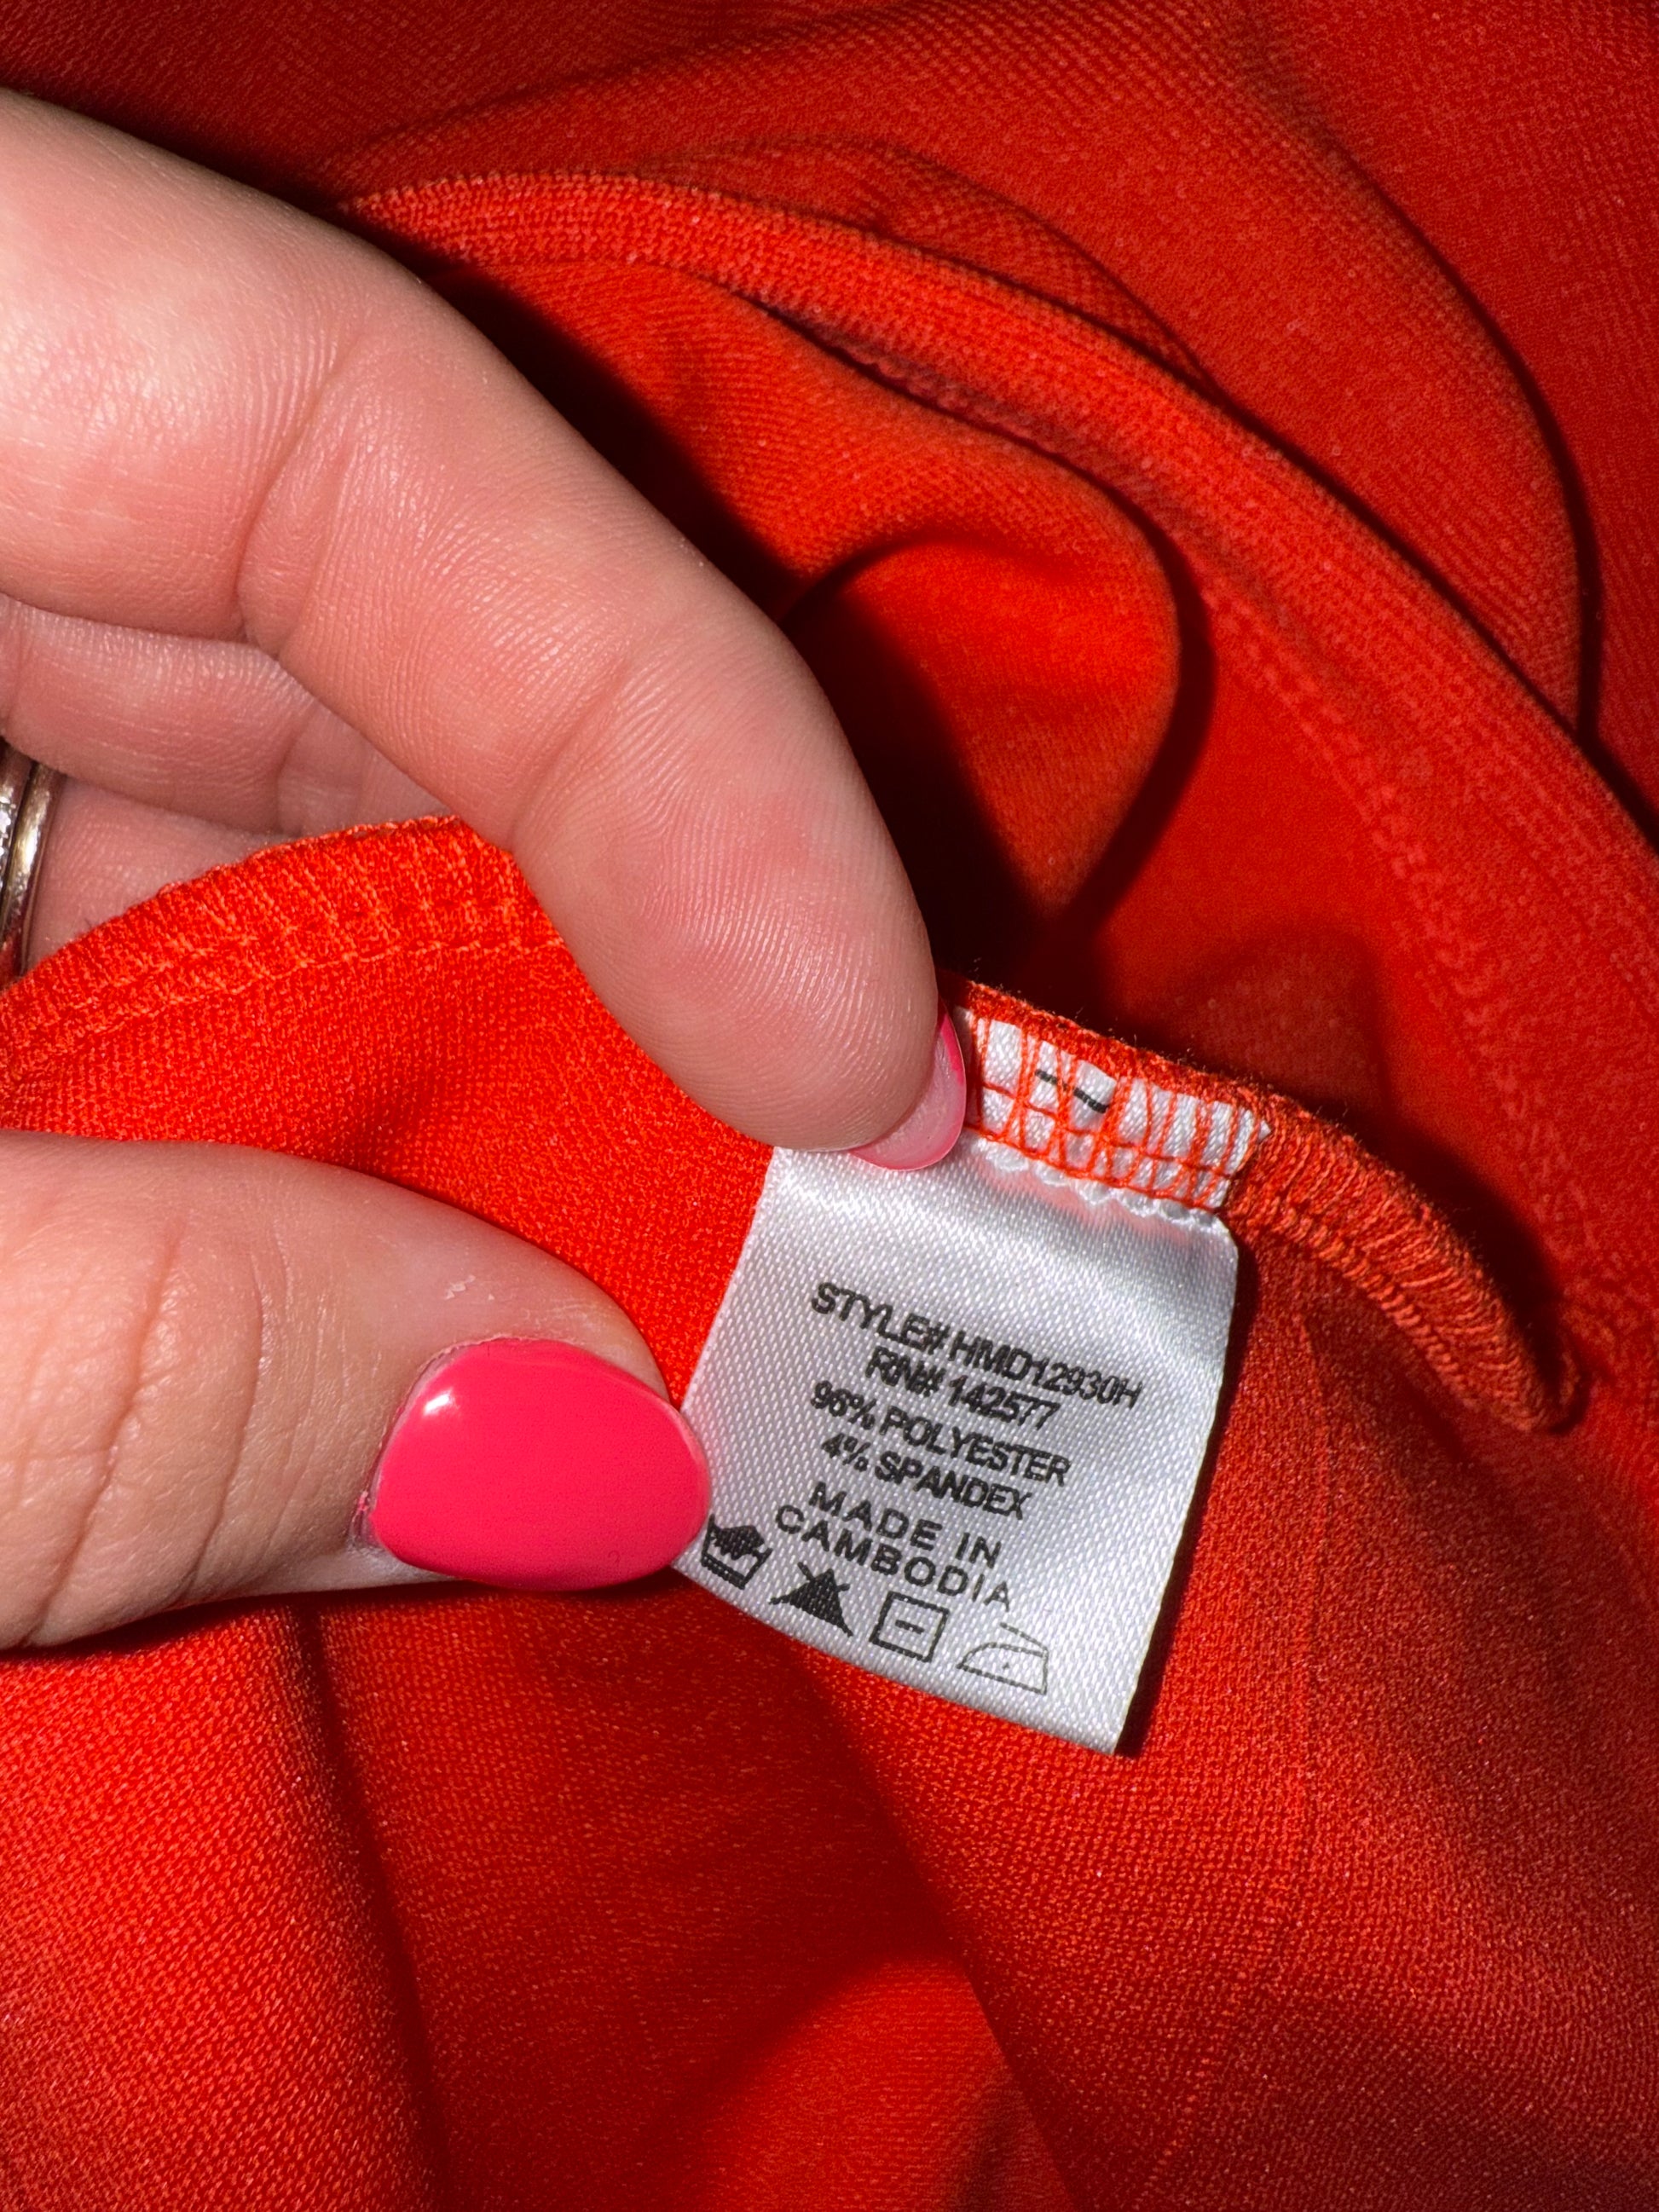 STYLE# HMD12930H
RN# 142577
96% POLYESTER
4% SPANDEX
MADE IN
CAMBODIA